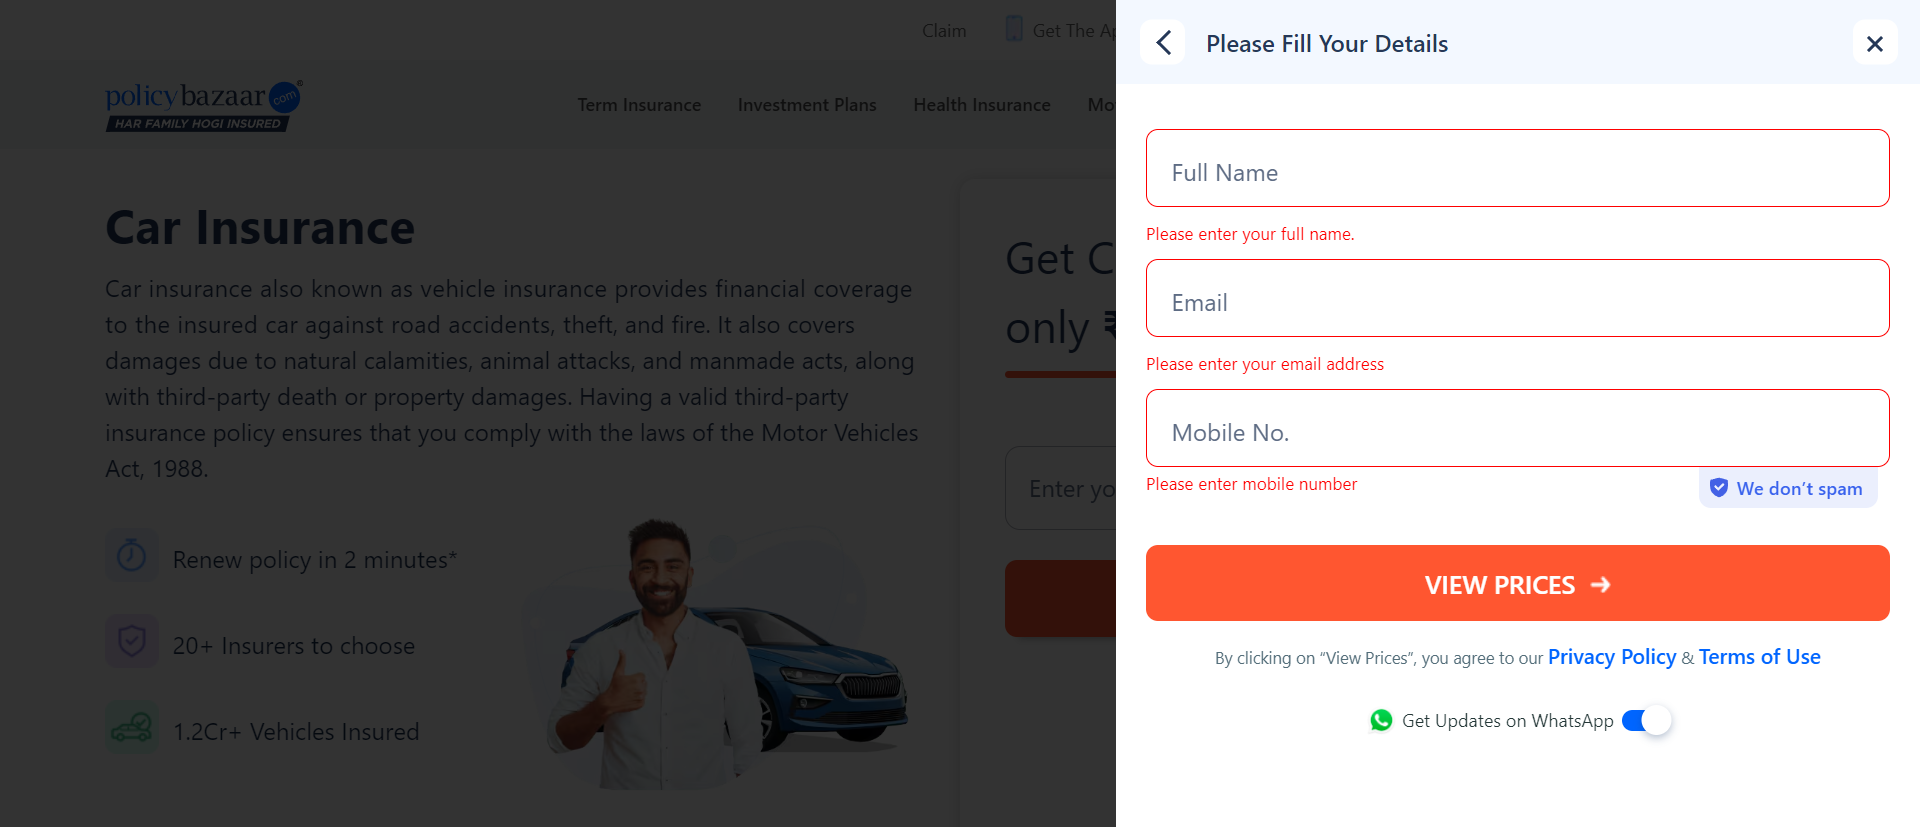 Claim
Get The Ap
policybazaar.com®
HAR FAMILY HOGI INSURED
Term Insurance
Investment Plans
Health Insurance
Mo
Car Insurance
Car insurance also known as vehicle insurance provides financial coverage
to the insured car against road accidents, theft, and fire. It also covers
damages due to natural calamities, animal attacks, and manmade acts, along
with third-party death or property damages. Having a valid third-party
insurance policy ensures that you comply with the laws of the Motor Vehicles
Act, 1988.
Renew policy in 2 minutes*
20+ Insurers to choose
1.2Cr+ Vehicles Insured
Get C
only ₹
Enter yo
Please Fill Your Details
Full Name
Please enter your full name.
Email
Please enter your email address
Mobile No.
Please enter mobile number
We don’t spam
VIEW PRICES
By clicking on “View Prices”, you agree to our Privacy Policy & Terms of Use
Get Updates on WhatsApp